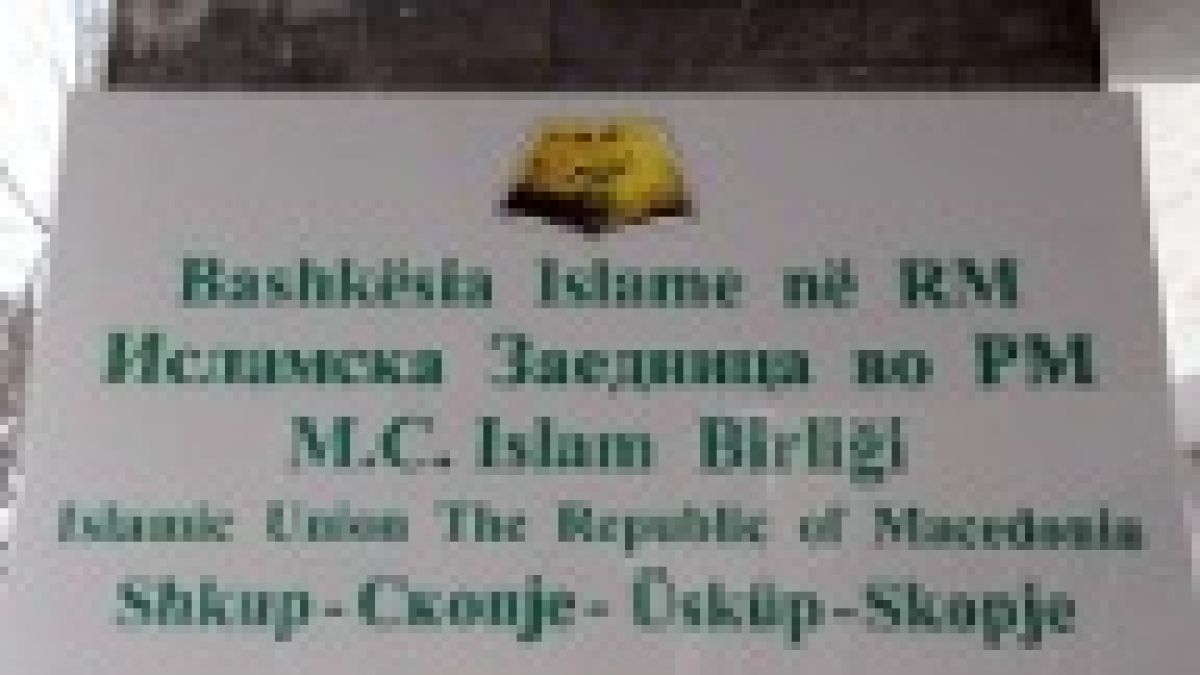 Bashkësia Islame në RM
Исламска Заедница во РМ
M.C. Islam Birliği
Islamic Union The Republic of Macedonia
Shkup - Скопје - Üsküp - Skopje